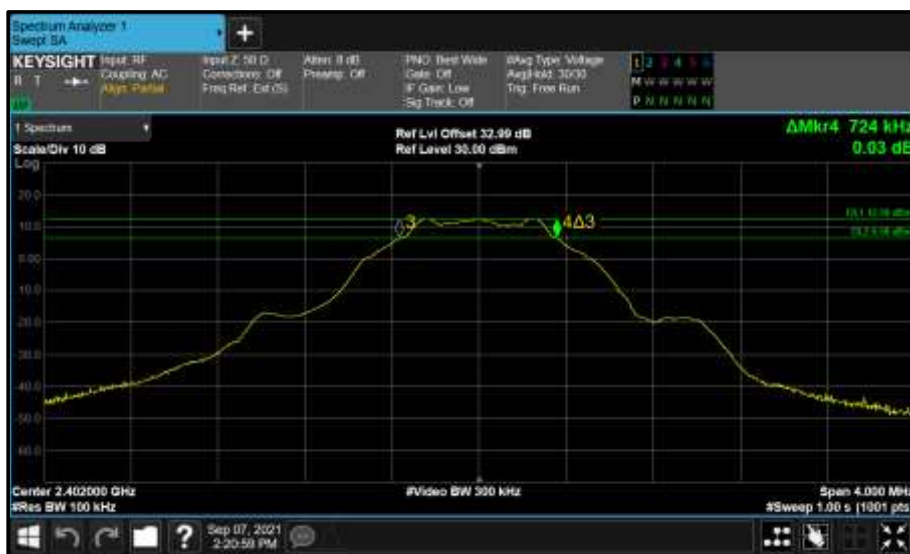 Spectrum Analyzer 1
Swept SA
+
KEYSIGHT
R T
Input: RF
Coupling: AC
Align: Partial
Input Z: 50 Ω
Corrections: Off
Freq Ref: Ext (S)
Atten: 8 dB
Preamp: Off
PNO: Best Wide
Gate: Off
IF Gain: Low
Sig Track: Off
#Avg Type: Voltage
Avg|Hold: 30/30
Trig: Free Run
1 2 3 4 5 6
M W W W W W
P N N N N N
1 Spectrum
Scale/Div 10 dB
Ref Lvl Offset 32.99 dB
Ref Level 30.00 dBm
ΔMkr4 724 kHz
0.03 dB
Log
20.0
10.0
0.00
-10.0
-20.0
-30.0
-40.0
-50.0
-60.0
3
4Δ3
Center 2.402000 GHz
#Res BW 100 kHz
#Video BW 300 kHz
Span 4.000 MHz
#Sweep 1.00 s (1001 pts)
?
Sep 07, 2021
2:20:59 PM